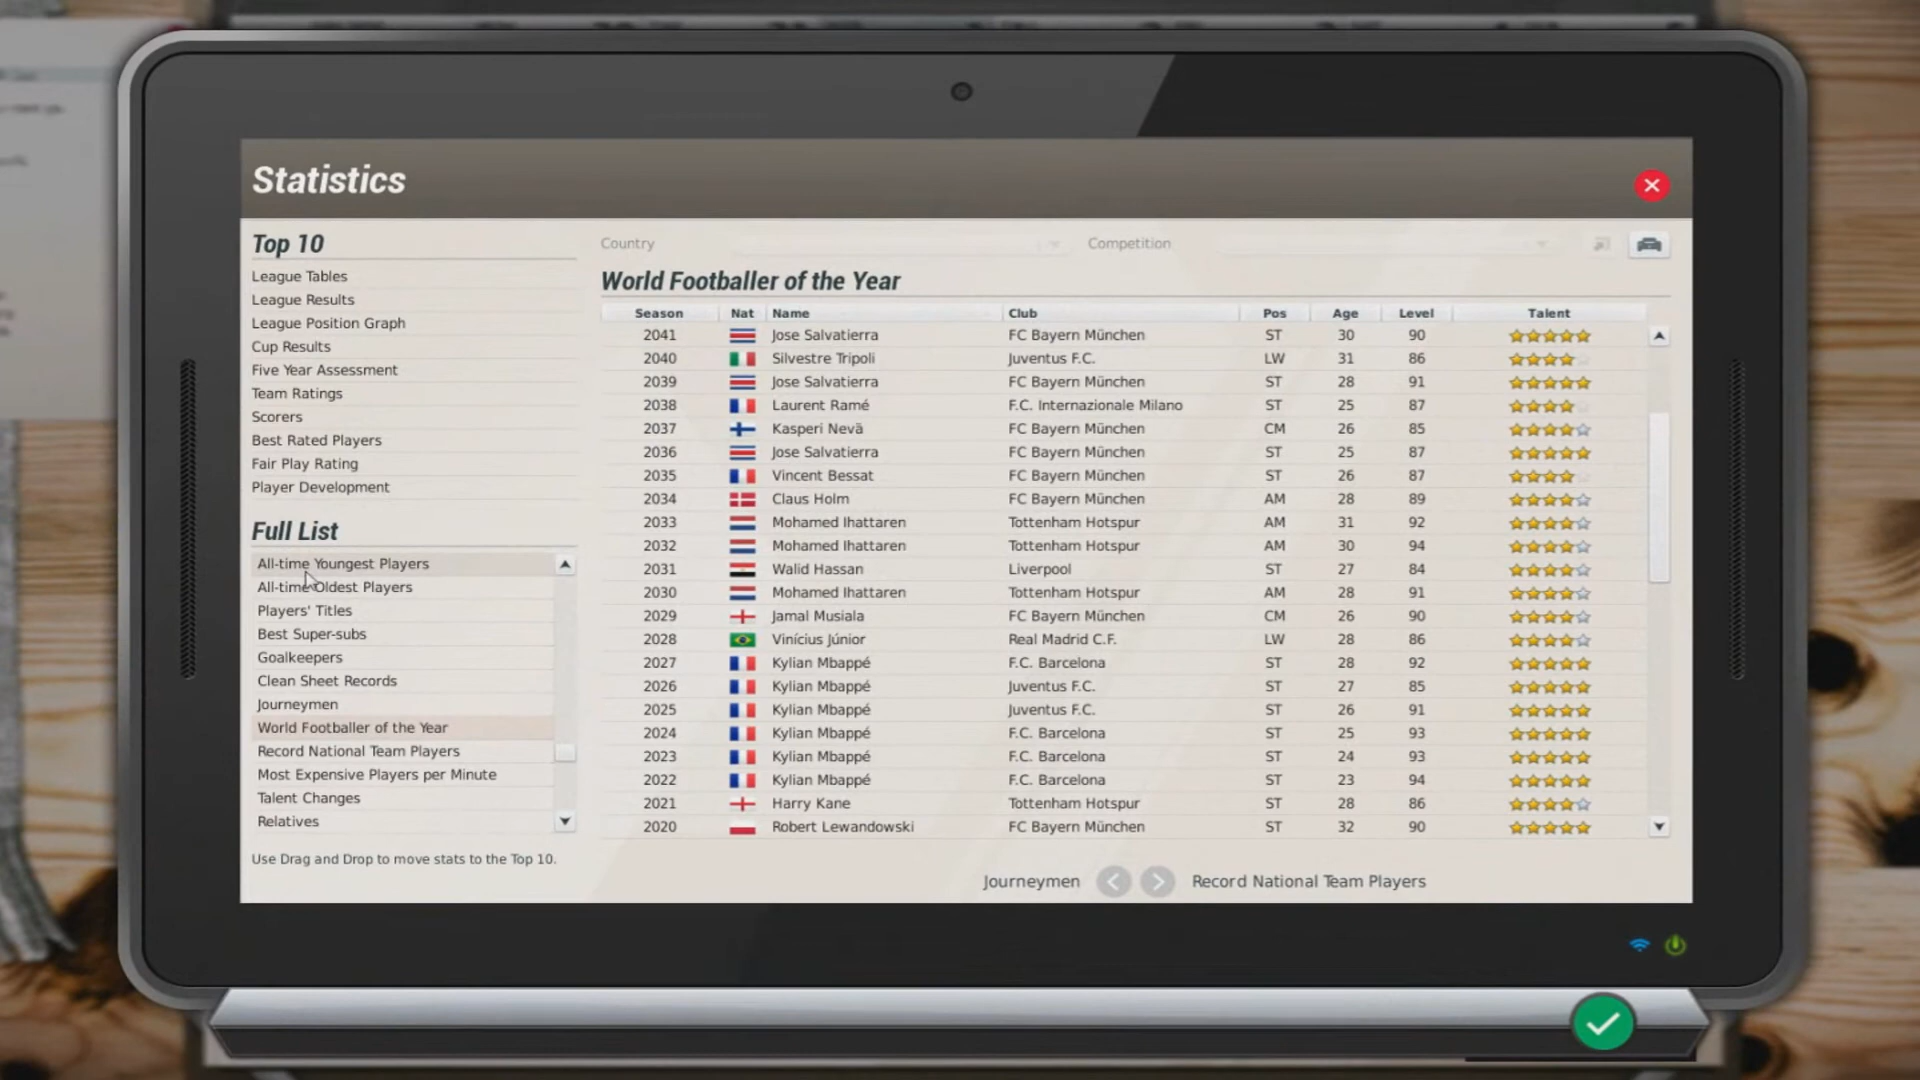 Statistics
Top 10
League Tables
League Results
League Position Graph
Cup Results
Five Year Assessment
Team Ratings
Scorers
Best Rated Players
Fair Play Rating
Player Development
Full List
All-time Youngest Players
All-time Oldest Players
Players' Titles
Best Super-subs
Goalkeepers
Clean Sheet Records
Journeymen
World Footballer of the Year
Record National Team Players
Most Expensive Players per Minute
Talent Changes
Relatives
Use Drag and Drop to move stats to the Top 10.
Country Competition
World Footballer of the Year
Season Nat Name Club Pos Age Level Talent
2041 Jose Salvatierra FC Bayern München ST 30 90
2040 Silvestre Tripoli Juventus F.C. LW 31 86
2039 Jose Salvatierra FC Bayern München ST 28 91
2038 Laurent Ramé F.C. Internazionale Milano ST 25 87
2037 Kasperi Nevä FC Bayern München CM 26 85
2036 Jose Salvatierra FC Bayern München ST 25 87
2035 Vincent Bessat FC Bayern München ST 26 87
2034 Claus Holm FC Bayern München AM 28 89
2033 Mohamed Ihattaren Tottenham Hotspur AM 31 92
2032 Mohamed Ihattaren Tottenham Hotspur AM 30 94
2031 Walid Hassan Liverpool ST 27 84
2030 Mohamed Ihattaren Tottenham Hotspur AM 28 91
2029 Jamal Musiala FC Bayern München CM 26 90
2028 Vinícius Júnior Real Madrid C.F. LW 28 86
2027 Kylian Mbappé F.C. Barcelona ST 28 92
2026 Kylian Mbappé Juventus F.C. ST 27 85
2025 Kylian Mbappé Juventus F.C. ST 26 91
2024 Kylian Mbappé F.C. Barcelona ST 25 93
2023 Kylian Mbappé F.C. Barcelona ST 24 93
2022 Kylian Mbappé F.C. Barcelona ST 23 94
2021 Harry Kane Tottenham Hotspur ST 28 86
2020 Robert Lewandowski FC Bayern München ST 32 90
Journeymen Record National Team Players